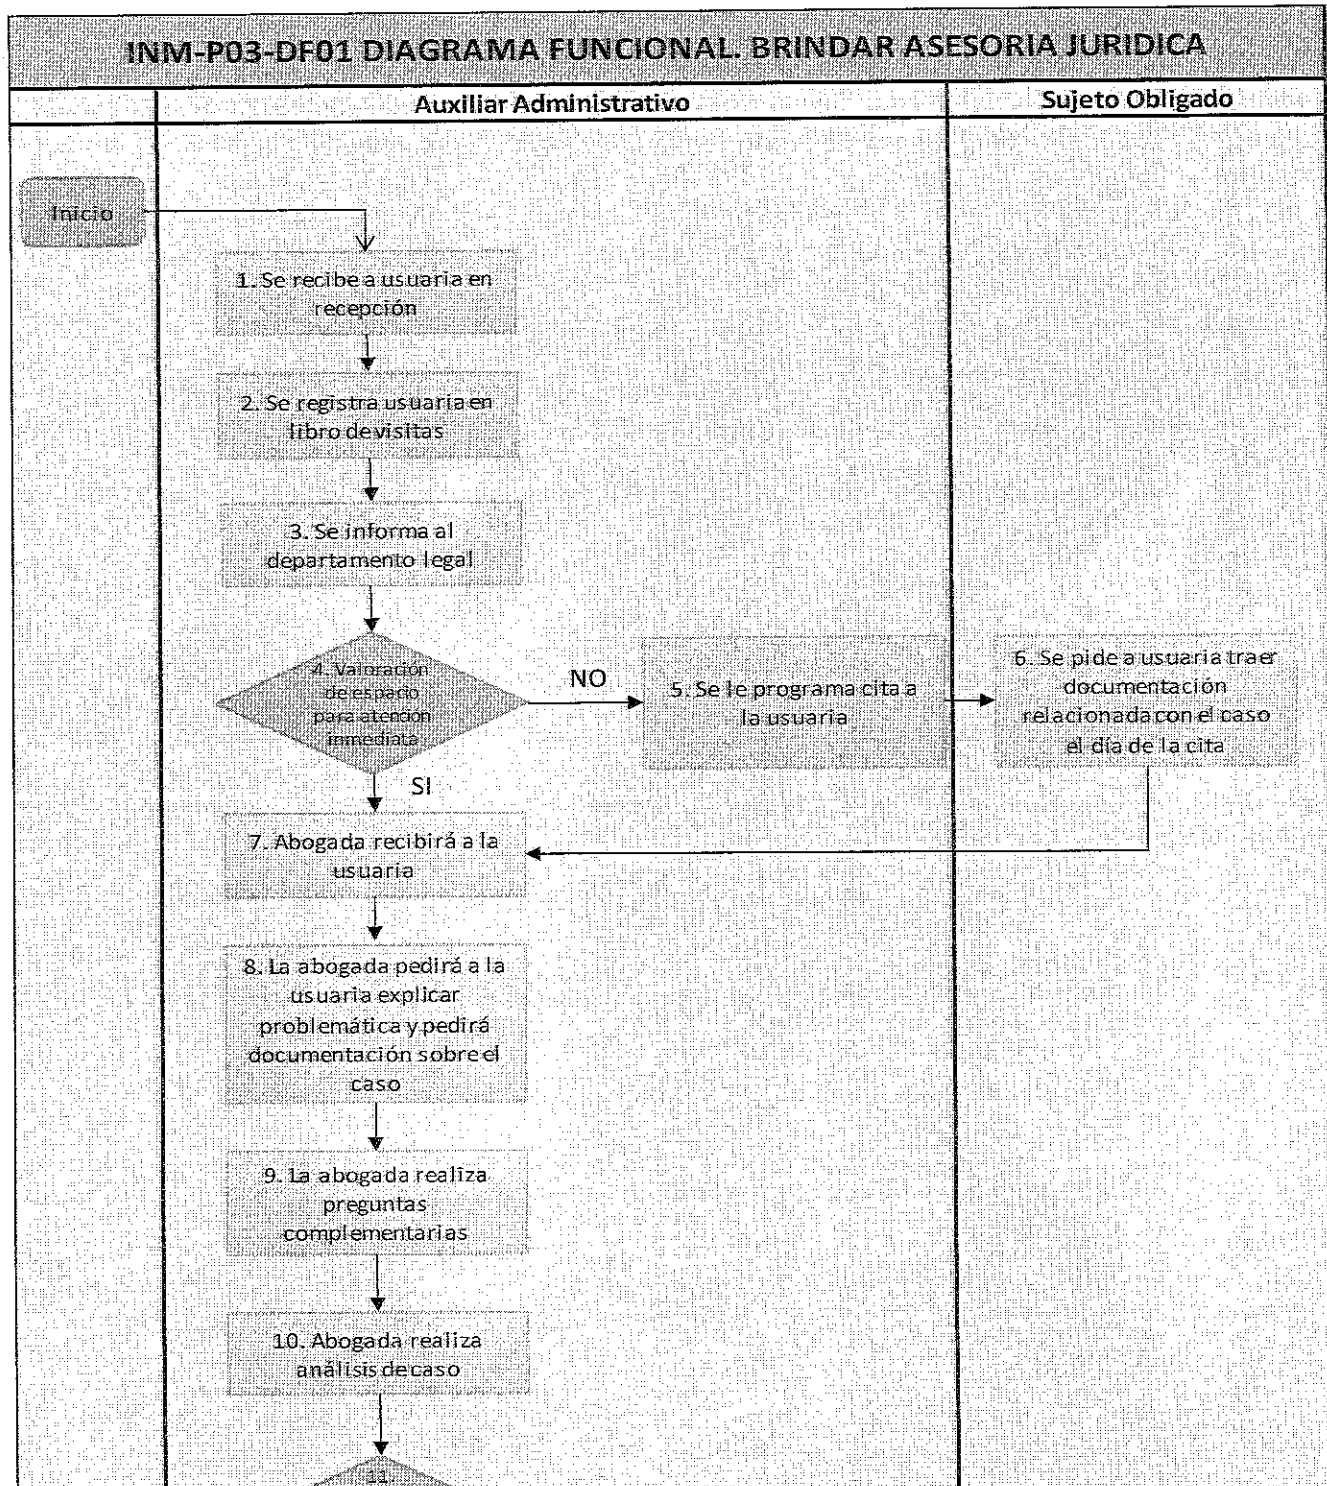 INM-P03-DF01 DIAGRAMA FUNCIONAL. BRINDAR ASESORIA JURIDICA
Auxiliar Administrativo
Sujeto Obligado
Inicio
1. Se recibe a usuaria en
recepción
2. Se registra usuaria en
libro de visitas
3. Se informa al
departamento legal
4. Valoración
de espacio
para atención
inmediata
NO
5. Se le programa cita a
la usuaria
6. Se pide a usuaria traer
documentación
relacionada con el caso
el día de la cita
SI
7. Abogada recibirá a la
usuaria
8. La abogada pedirá a la
usuaria explicar
problemática y pedirá
documentación sobre el
caso
9. La abogada realiza
preguntas
complementarias
10. Abogada realiza
análisis de caso
11.